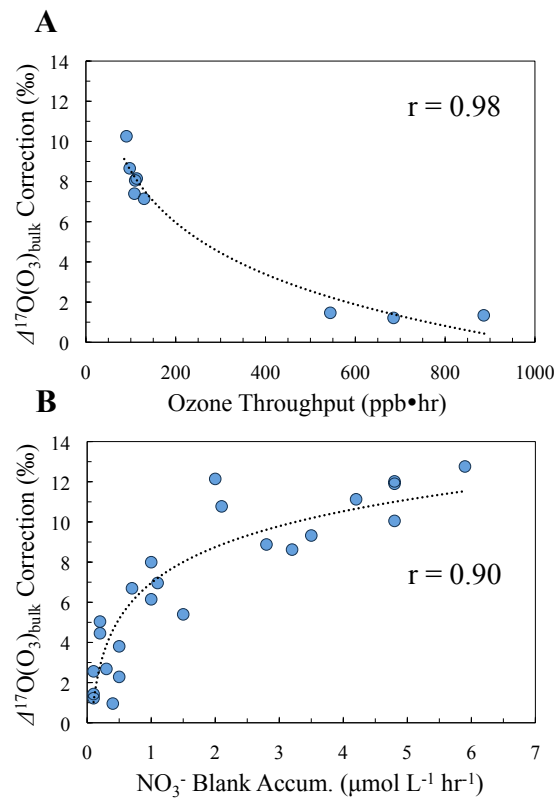 A
14
12
10
8
6
4
2
0
Δ¹⁷O(O₃)bulk Correction (‰)
r = 0.98
0 200 400 600 800 1000
Ozone Throughput (ppb•hr)
B
14
12
10
8
6
4
2
0
Δ¹⁷O(O₃)bulk Correction (‰)
r = 0.90
0 1 2 3 4 5 6 7
NO₃⁻ Blank Accum. (μmol L⁻¹ hr⁻¹)